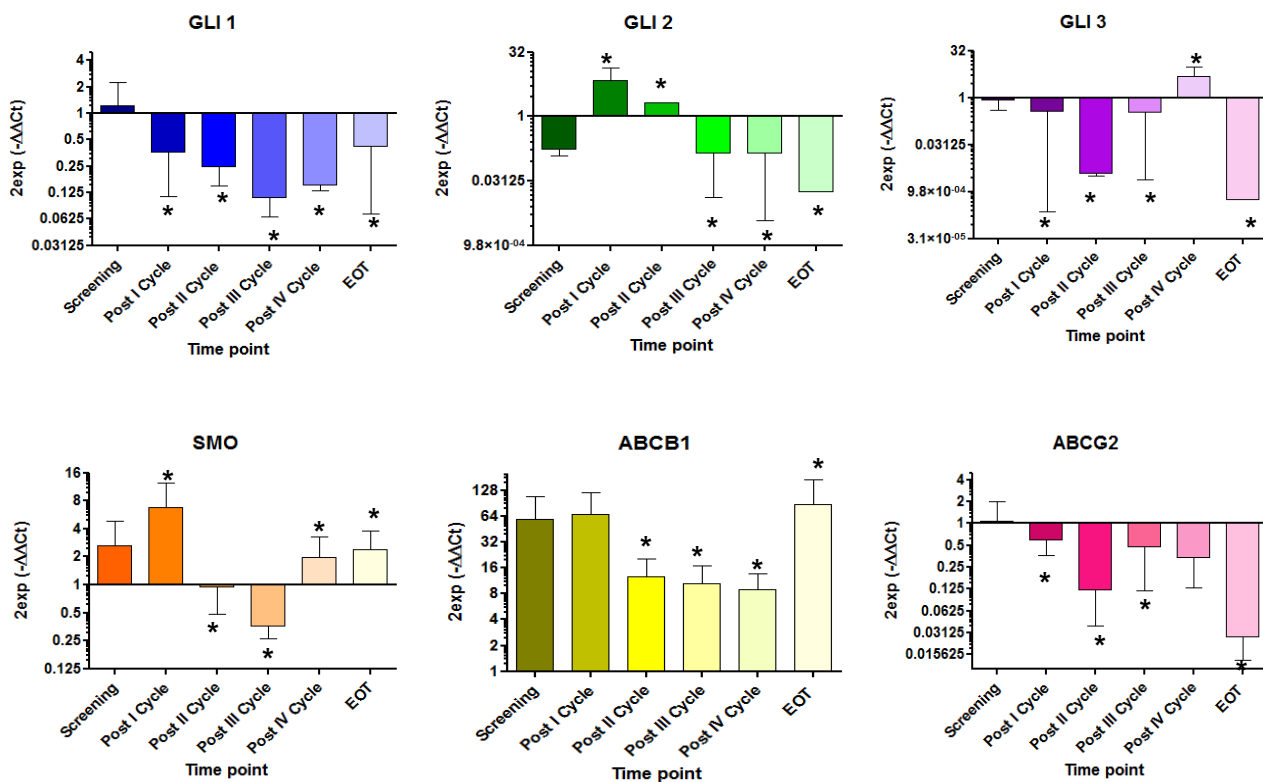 GLI 1
2exp (-ΔΔCt)
4
2
1
0.5
0.25
0.125
0.0625
0.03125
*
*
*
*
*
Screening
Post I Cycle
Post II Cycle
Post III Cycle
Post IV Cycle
EOT
Time point
GLI 2
2exp (-ΔΔCt)
32
1
0.03125
9.8×10⁻⁰⁴
*
*
*
*
*
Screening
Post I Cycle
Post II Cycle
Post III Cycle
Post IV Cycle
EOT
Time point
GLI 3
2exp (-ΔΔCt)
32
1
0.03125
9.8×10⁻⁰⁴
3.1×10⁻⁰⁵
*
*
*
*
*
Screening
Post I Cycle
Post II Cycle
Post III Cycle
Post IV Cycle
EOT
Time point
SMO
2exp (-ΔΔCt)
16
8
4
2
1
0.5
0.25
0.125
*
*
*
*
*
Screening
Post I Cycle
Post II Cycle
Post III Cycle
Post IV Cycle
EOT
Time point
ABCB1
2exp (-ΔΔCt)
128
64
32
16
8
4
2
1
*
*
*
*
Screening
Post I Cycle
Post II Cycle
Post III Cycle
Post IV Cycle
EOT
Time point
ABCG2
2exp (-ΔΔCt)
4
2
1
0.5
0.25
0.125
0.0625
0.03125
0.015625
*
*
*
*
Screening
Post I Cycle
Post II Cycle
Post III Cycle
Post IV Cycle
EOT
Time point